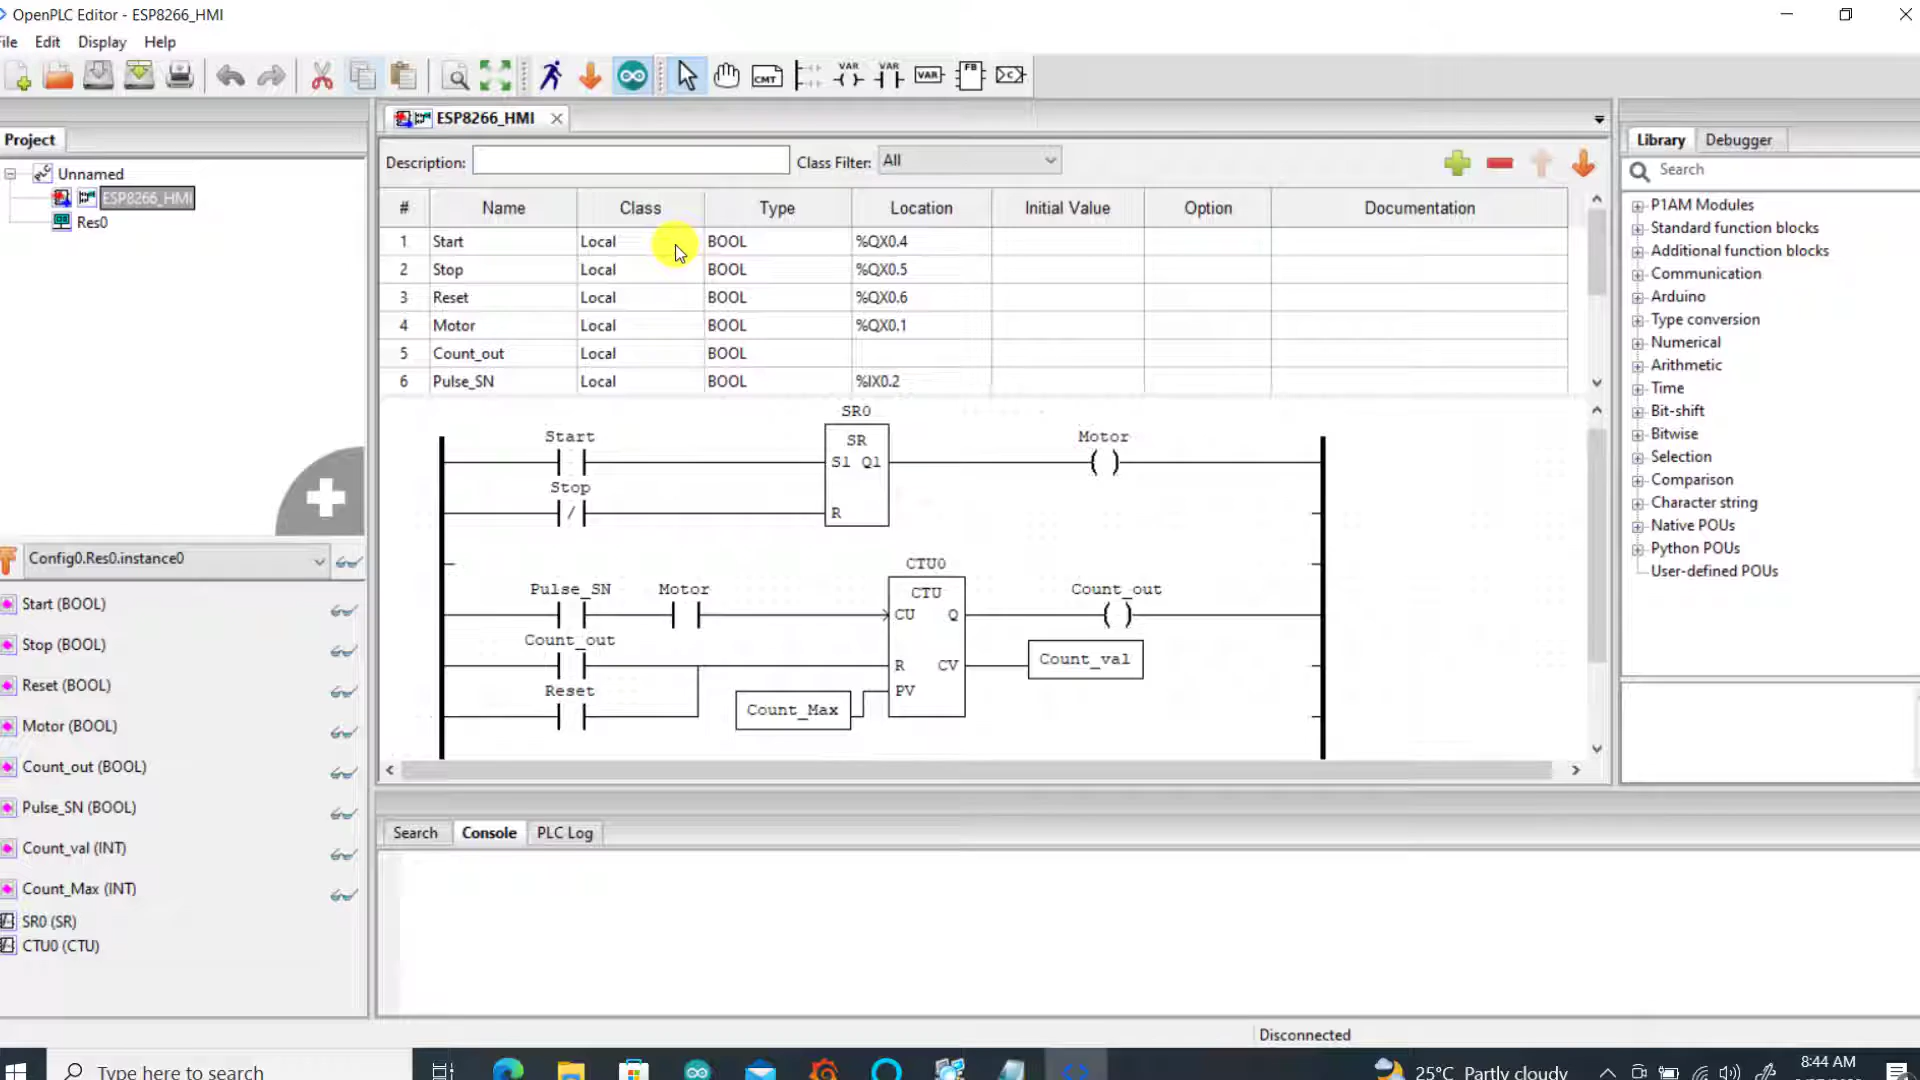 OpenPLC Editor - ESP8266_HMI
File Edit Display Help
CMT VAR VAR VAR FB C
Project
Unnamed
ESP8266_HMI
Res0
Config0.Res0.instance0
Start (BOOL)
Stop (BOOL)
Reset (BOOL)
Motor (BOOL)
Count_out (BOOL)
Pulse_SN (BOOL)
Count_val (INT)
Count_Max (INT)
SR0 (SR)
CTU0 (CTU)
ESP8266_HMI
Description: Class Filter: All
# Name Class Type Location Initial Value Option Documentation
1 Start Local BOOL %QX0.4
2 Stop Local BOOL %QX0.5
3 Reset Local BOOL %QX0.6
4 Motor Local BOOL %QX0.1
5 Count_out Local BOOL
6 Pulse_SN Local BOOL %IX0.2
SR0
Start SR Motor
S1 Q1
Stop
R
CTU0
Pulse_SN Motor CTU Count_out
CU Q
Count_out
R CV Count_val
Reset
PV
Count_Max
Search Console PLC Log
Library Debugger
Search
P1AM Modules
Standard function blocks
Additional function blocks
Communication
Arduino
Type conversion
Numerical
Arithmetic
Time
Bit-shift
Bitwise
Selection
Comparison
Character string
Native POUs
Python POUs
User-defined POUs
Disconnected
Type here to search
25°C Partly cloudy
8:44 AM